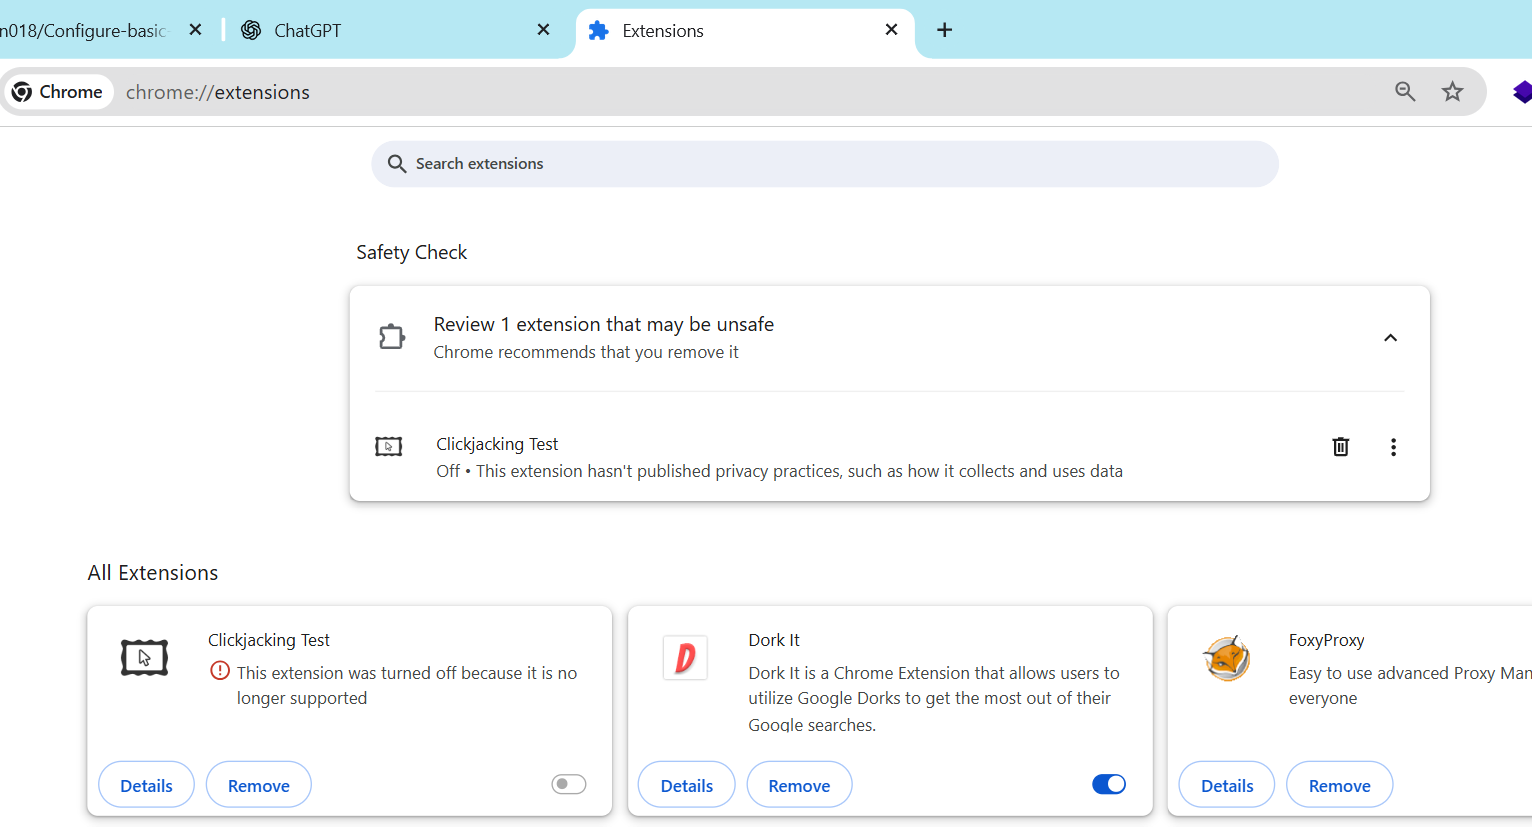 n018/Configure-basic-
ChatGPT
Extensions
Chrome
chrome://extensions
Search extensions
Safety Check
Review 1 extension that may be unsafe
Chrome recommends that you remove it
Clickjacking Test
Off • This extension hasn't published privacy practices, such as how it collects and uses data
All Extensions
Clickjacking Test
This extension was turned off because it is no
longer supported
Details
Remove
Dork It
Dork It is a Chrome Extension that allows users to
utilize Google Dorks to get the most out of their
Google searches.
Details
Remove
FoxyProxy
Easy to use advanced Proxy Man
everyone
Details
Remove